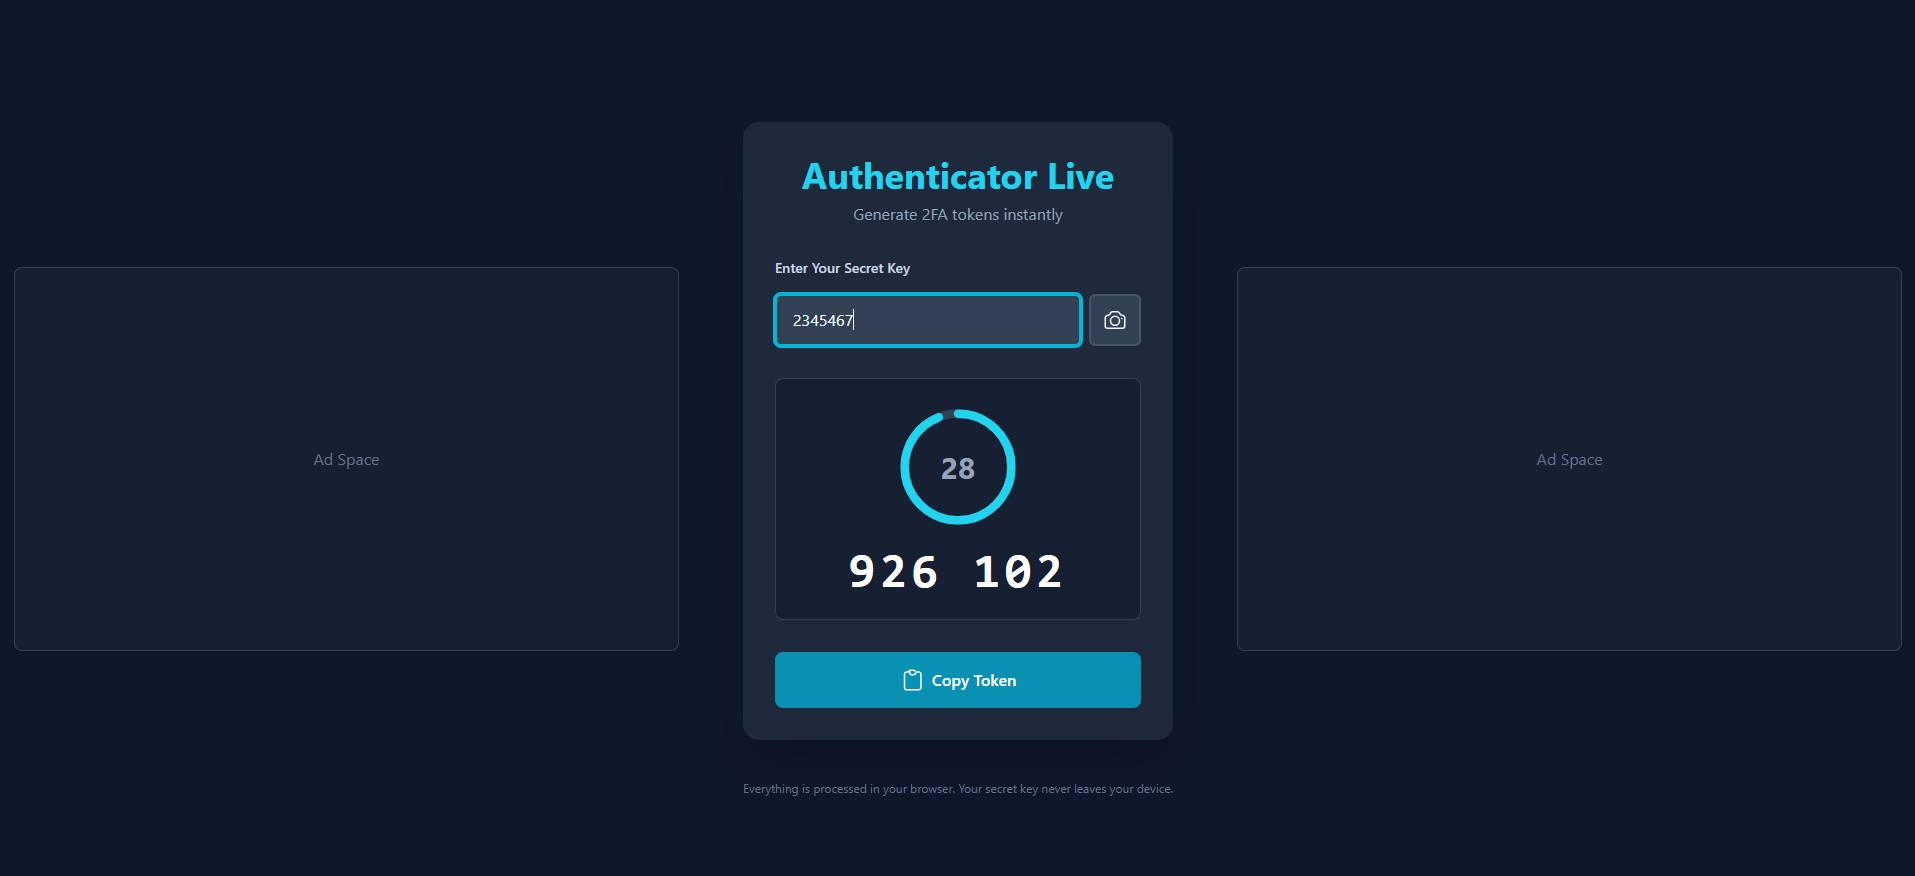 Authenticator Live
Generate 2FA tokens instantly
Enter Your Secret Key
2345467
Ad Space
28
Ad Space
926 102
Copy Token
Everything is processed in your browser. Your secret key never leaves your device.